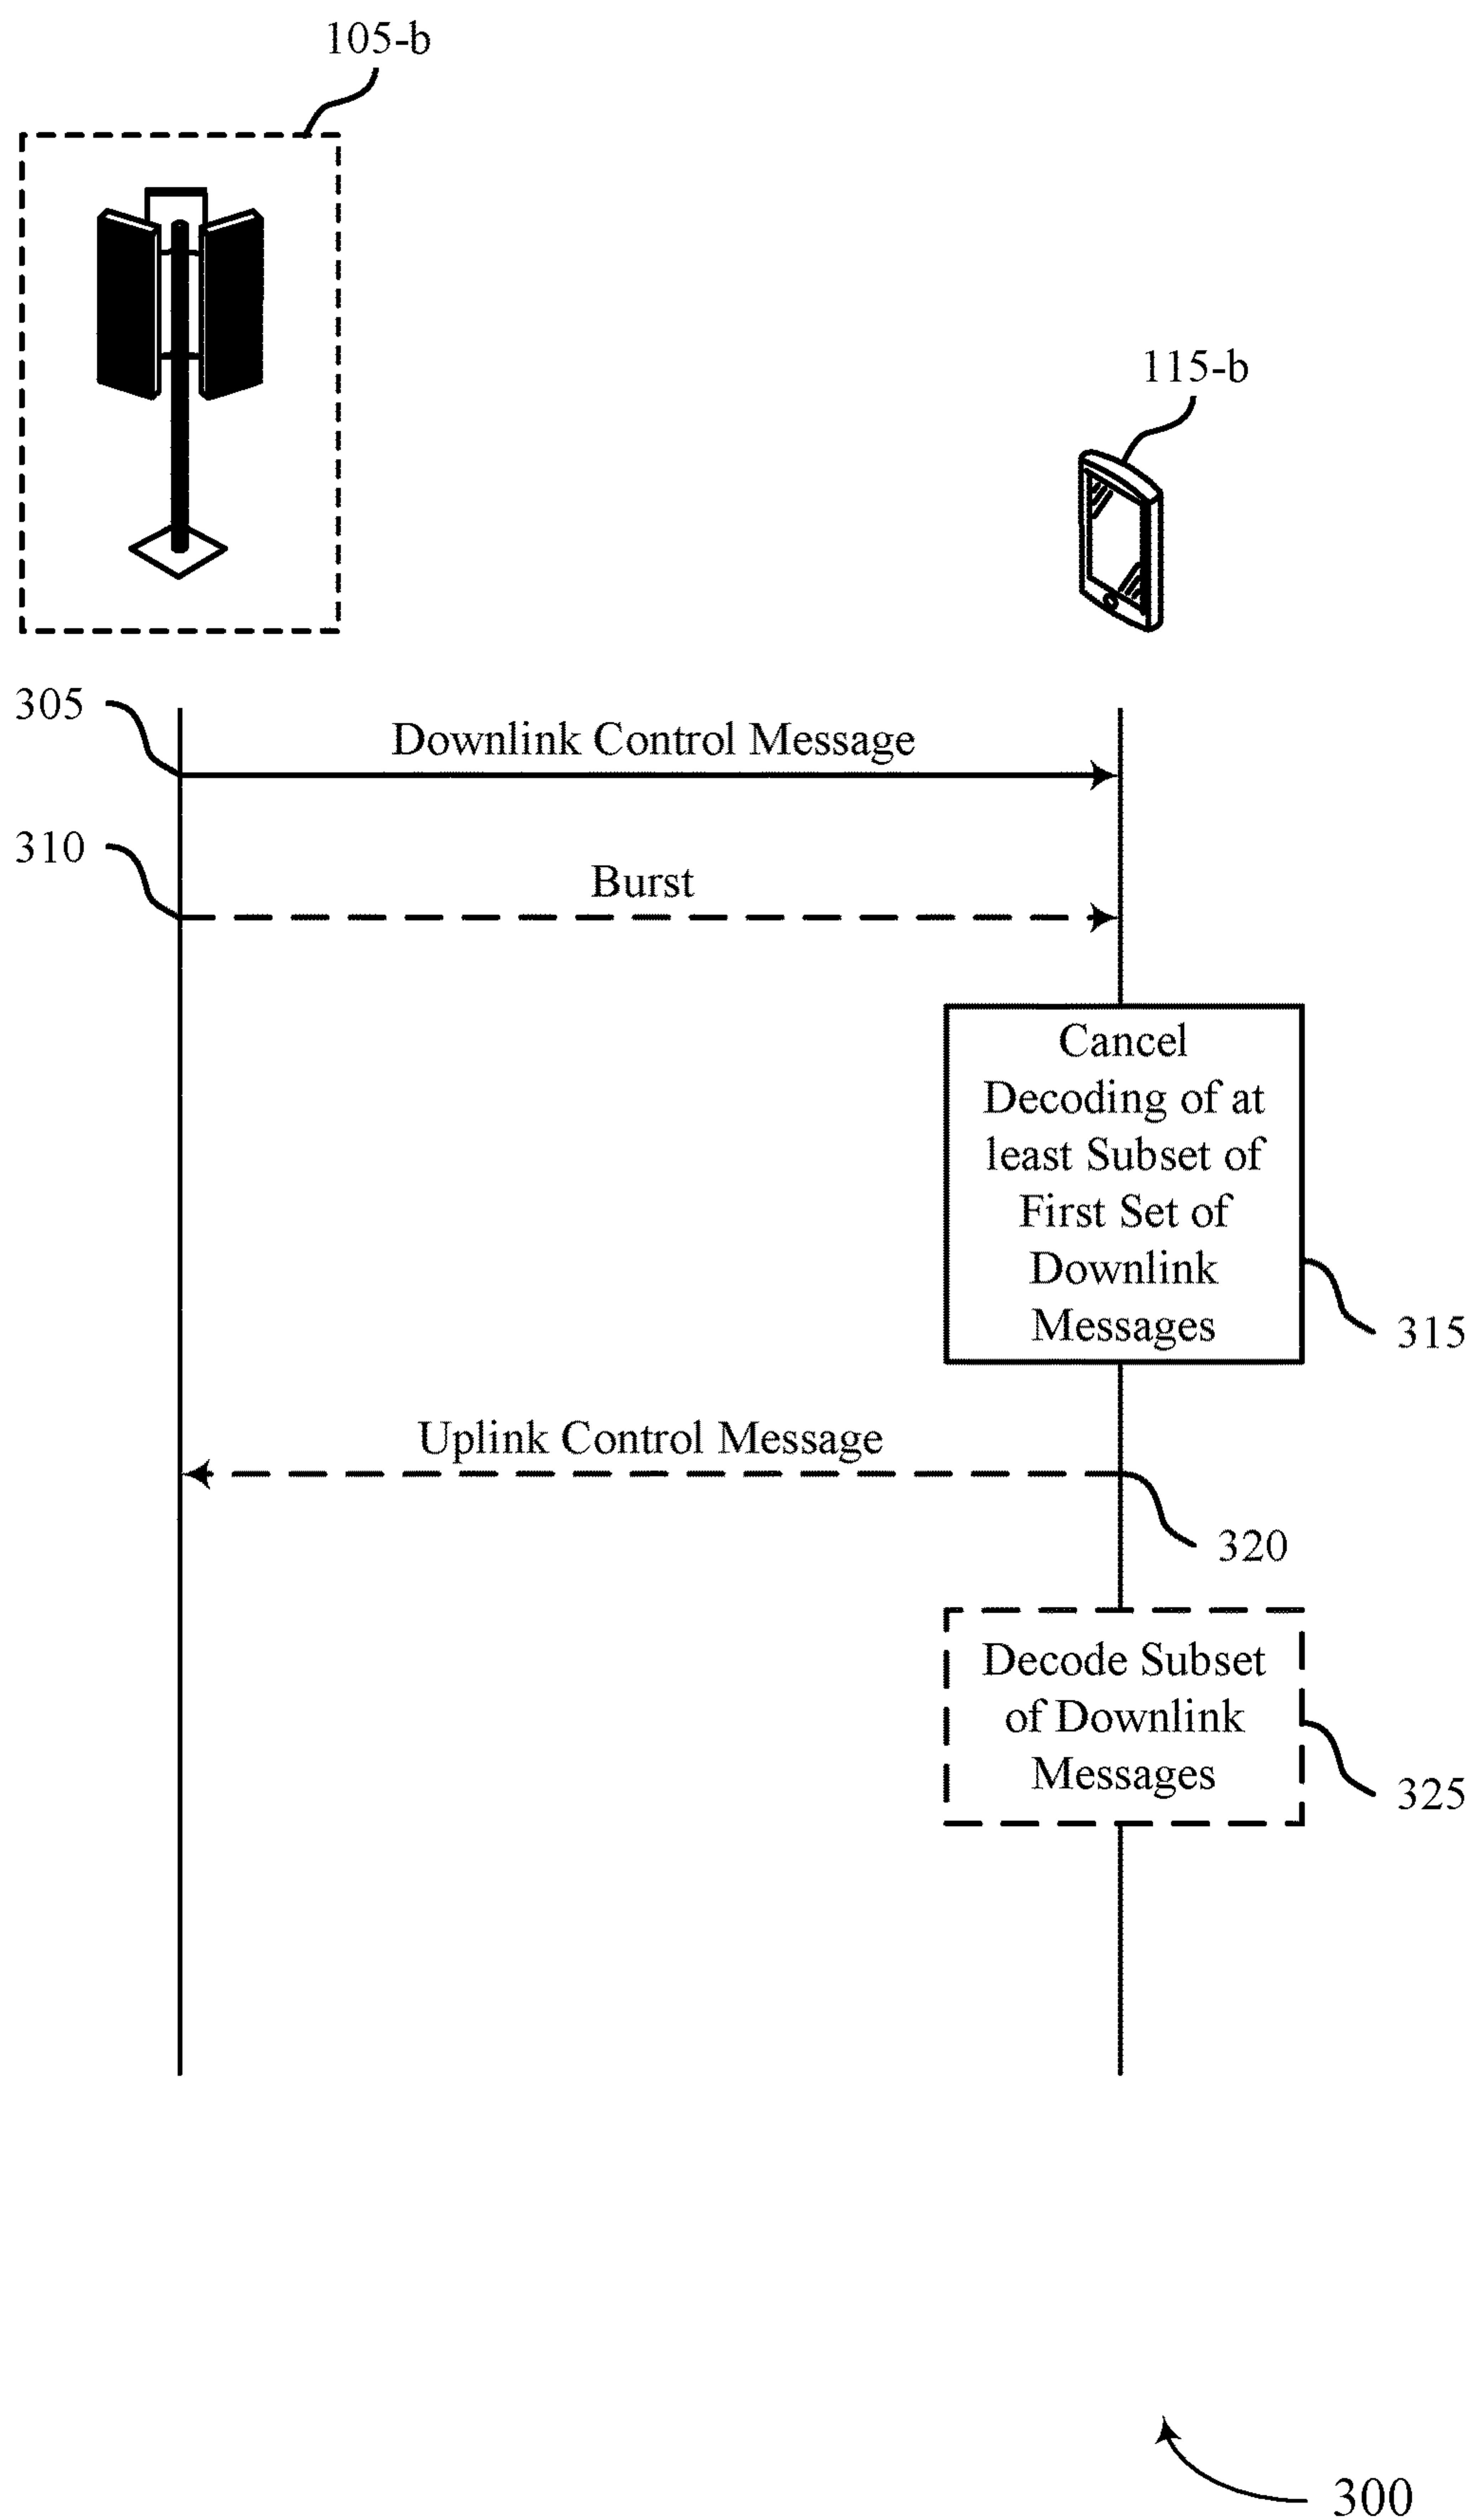 105-b
115-b
305
Downlink Control Message
310
Burst
Cancel
Decoding of at
least Subset of
First Set of
Downlink
Messages
315
Uplink Control Message
320
Decode Subset
of Downlink
Messages
325
300